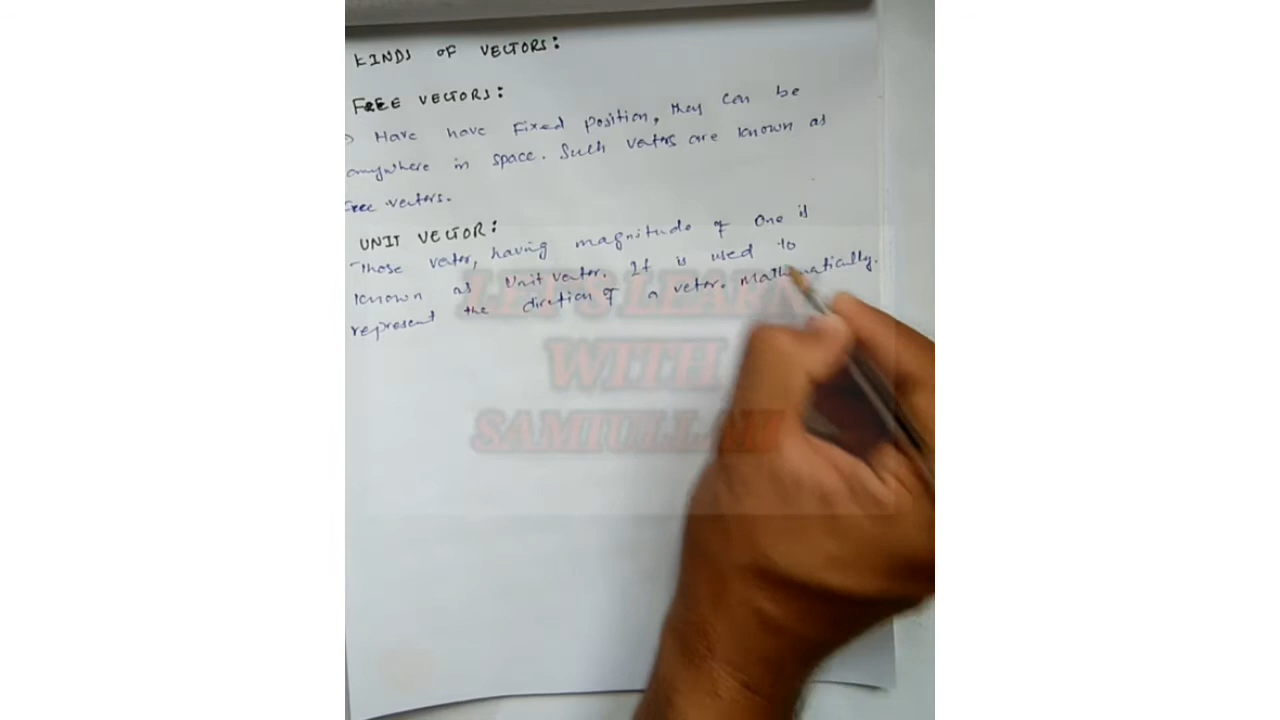 KINDS OF VECTORS:
FREE VECTORS:
Have have Fixed position, they can be
anywhere in space. Such vectors are known as
Free vectors.
UNIT VECTOR:
Those vector, having magnitude of One is
known as Unit vector. It is used to
represent the direction of a vector. Mathematically.
LET'S LEARN
WITH
SAMIULLAH